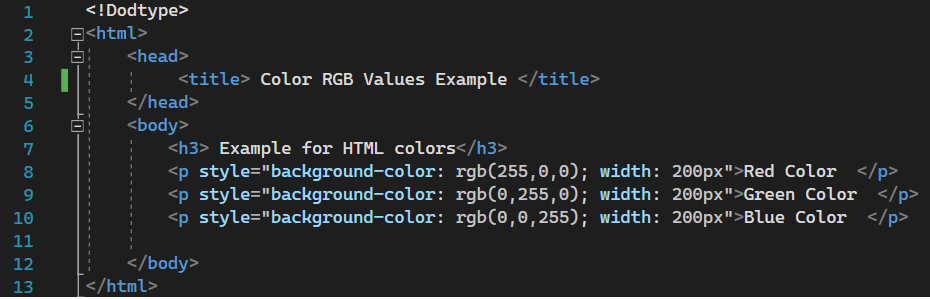 1 <!Dodtype>
2 <html>
3 <head>
4 <title> Color RGB Values Example </title>
5 </head>
6 <body>
7 <h3> Example for HTML colors</h3>
8 <p style="background-color: rgb(255,0,0); width: 200px">Red Color  </p>
9 <p style="background-color: rgb(0,255,0); width: 200px">Green Color  </p>
10 <p style="background-color: rgb(0,0,255); width: 200px">Blue Color  </p>
11
12 </body>
13 </html>